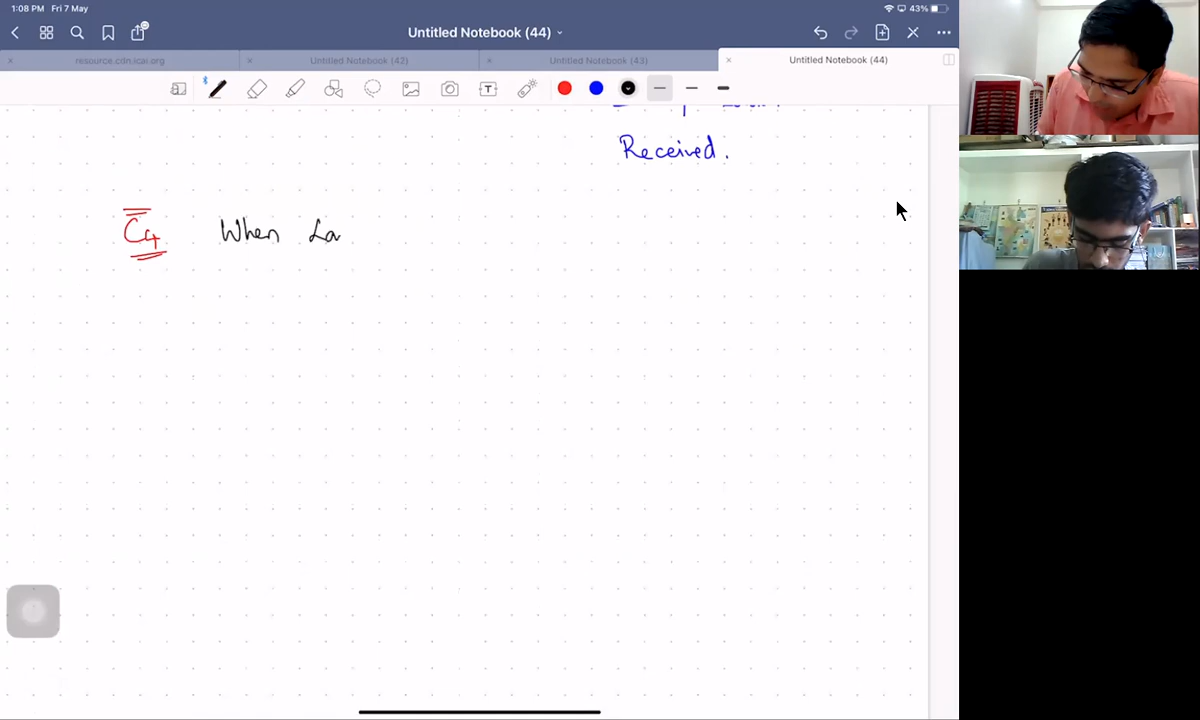 1:08 PM Fri 7 May
43%
Untitled Notebook (44)
resource.cdn.icai.org
Untitled Notebook (42)
Untitled Notebook (43)
Untitled Notebook (44)
T
Received.
C4 When La